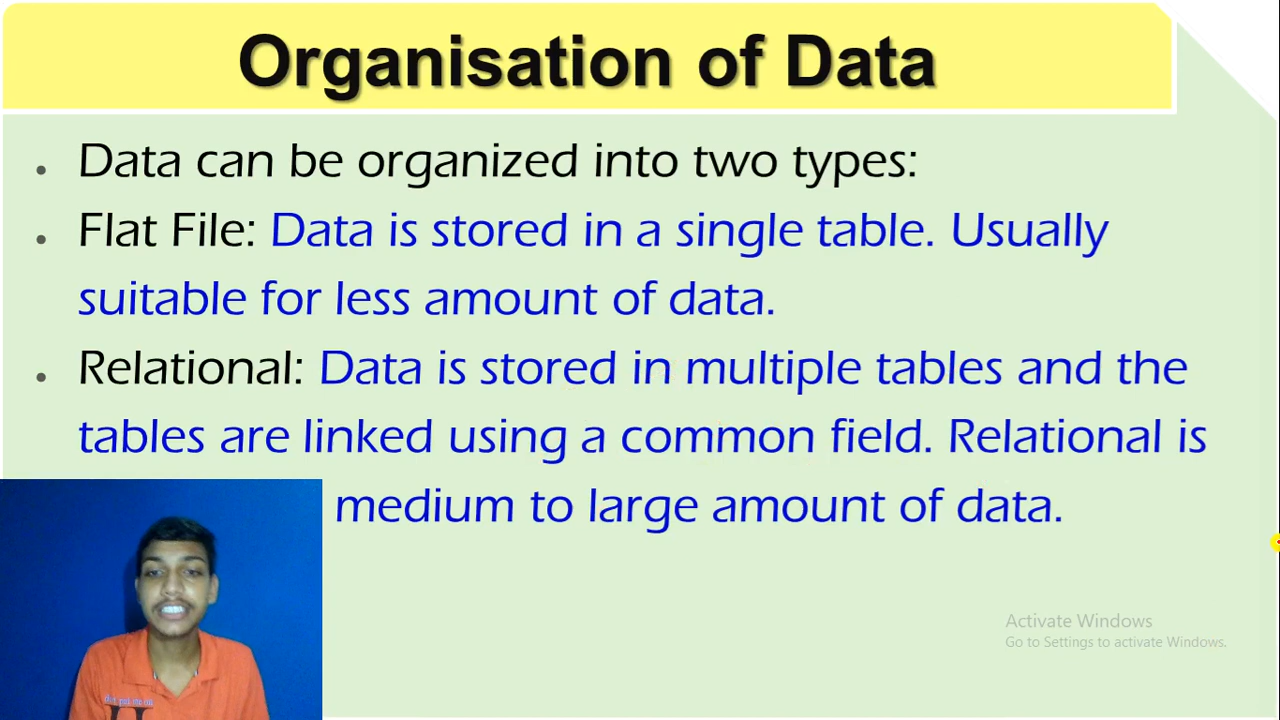 Organisation of Data
Data can be organized into two types:
Flat File: Data is stored in a single table. Usually
suitable for less amount of data.
Relational: Data is stored in multiple tables and the
tables are linked using a common field. Relational is
medium to large amount of data.
Activate Windows
Go to Settings to activate Windows.